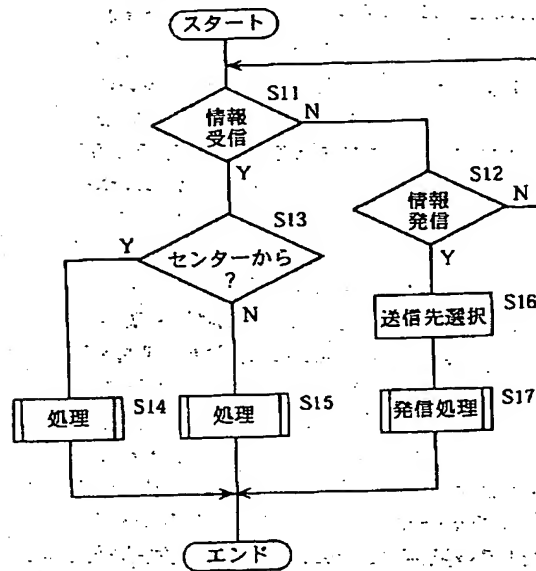 スタート
S11
情報
受信
N
Y
S12
情報
発信
N
Y
S13
センターから
?
Y
N
送信先選択
S16
処理
S14
処理
S15
発信処理
S17
エンド